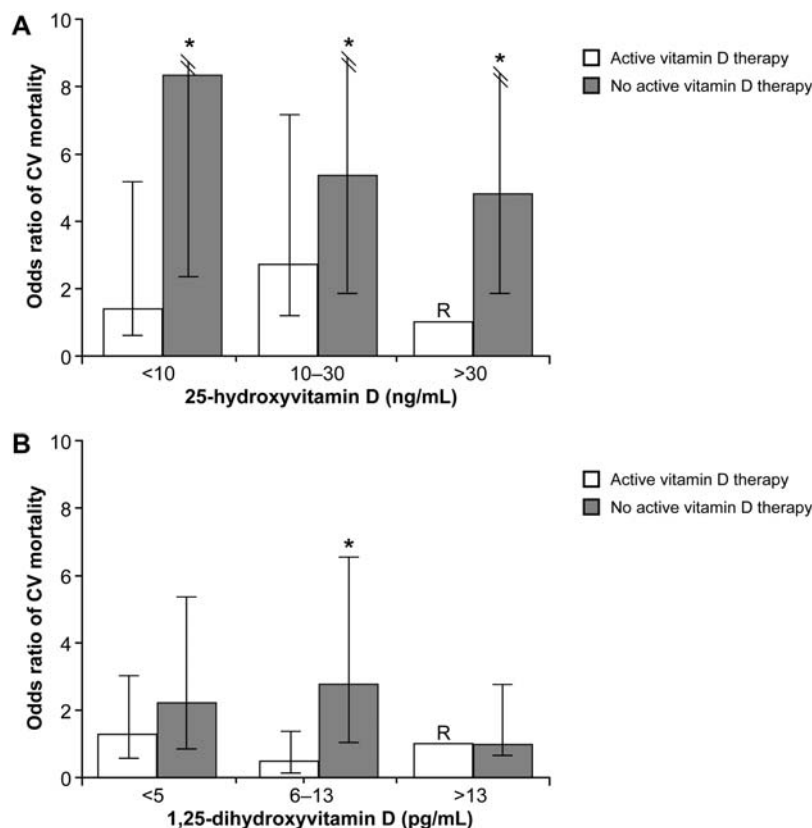 A
10
8
6
4
2
0
Odds ratio of CV mortality
* * *
R
<10 10–30 >30
25-hydroxyvitamin D (ng/mL)
Active vitamin D therapy
No active vitamin D therapy
B
10
8
6
4
2
0
Odds ratio of CV mortality
*
R
<5 6–13 >13
1,25-dihydroxyvitamin D (pg/mL)
Active vitamin D therapy
No active vitamin D therapy